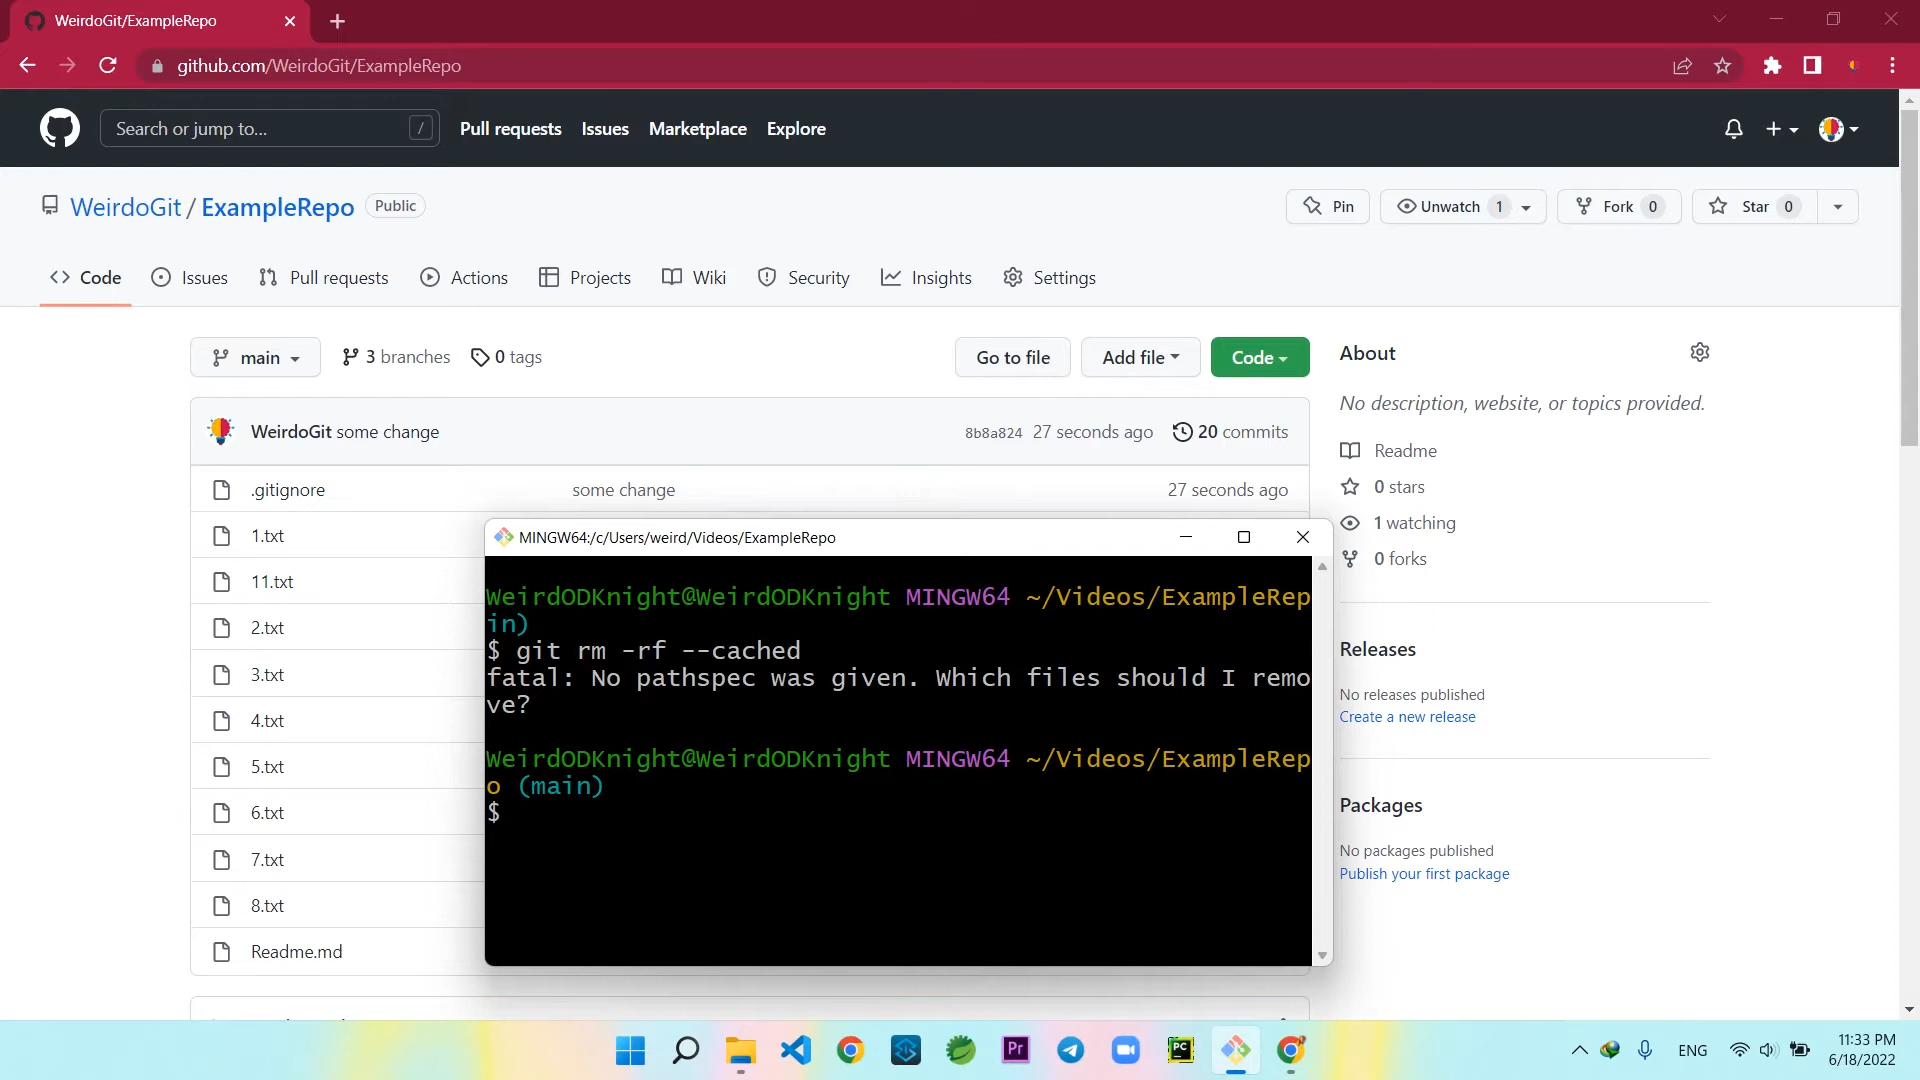 WeirdoGit/ExampleRepo
github.com/WeirdoGit/ExampleRepo
Search or jump to... /
Pull requests Issues Marketplace Explore
WeirdoGit / ExampleRepo Public
Pin Unwatch 1 Fork 0 Star 0
Code Issues Pull requests Actions Projects Wiki Security Insights Settings
main 3 branches 0 tags
Go to file Add file Code
WeirdoGit some change 8b8a824 27 seconds ago 20 commits
.gitignore some change 27 seconds ago
1.txt
11.txt
2.txt
3.txt
4.txt
5.txt
6.txt
7.txt
8.txt
Readme.md
MINGW64:/c/Users/weird/Videos/ExampleRepo
WeirdODKnight@WeirdODKnight MINGW64 ~/Videos/ExampleRep
in)
$ git rm -rf --cached
fatal: No pathspec was given. Which files should I remo
ve?
WeirdODKnight@WeirdODKnight MINGW64 ~/Videos/ExampleRep
o (main)
$
About
No description, website, or topics provided.
Readme
0 stars
1 watching
0 forks
Releases
No releases published
Create a new release
Packages
No packages published
Publish your first package
Pr
PC
ENG
11:33 PM
6/18/2022